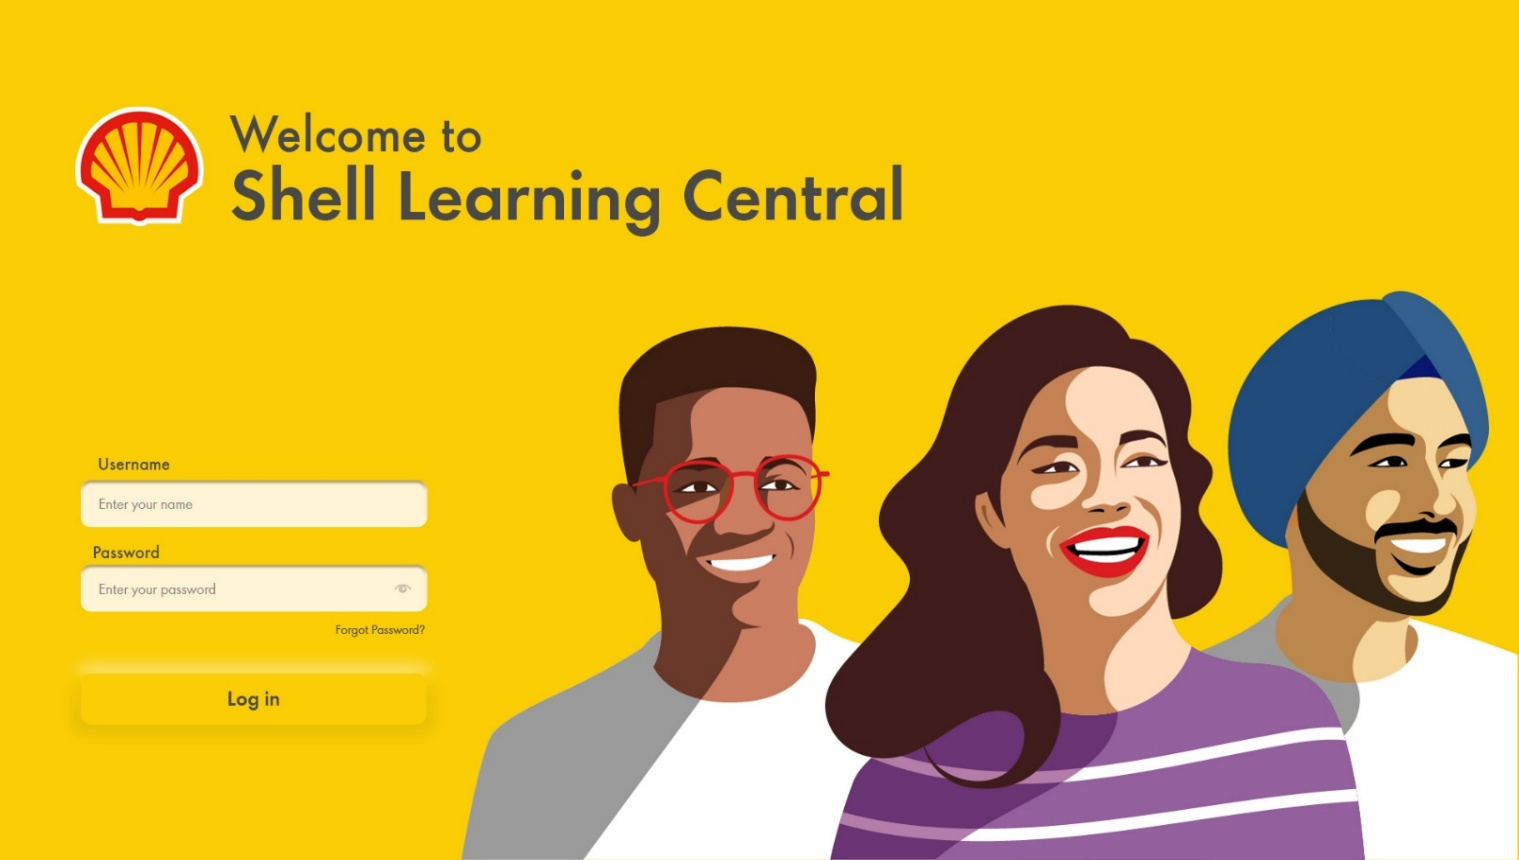 Welcome to
Shell Learning Central
Username
Enter your name
Password
Enter your password
Forgot Password?
Log in